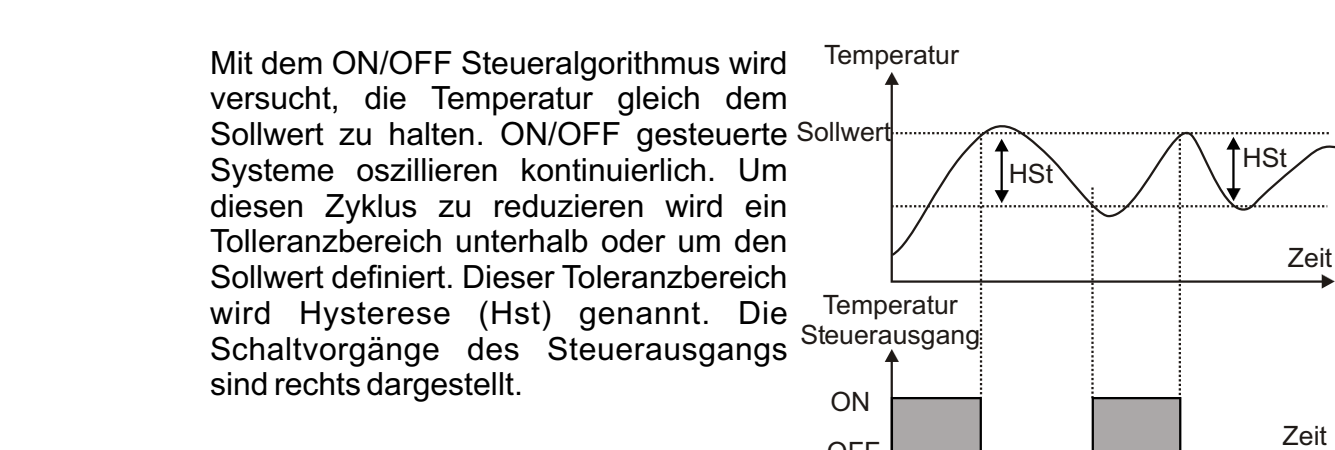 Mit dem ON/OFF Steueralgorithmus wird
versucht, die Temperatur gleich dem
Sollwert zu halten. ON/OFF gesteuerte
Systeme oszillieren kontinuierlich. Um
diesen Zyklus zu reduzieren wird ein
Tolleranzbereich unterhalb oder um den
Sollwert definiert. Dieser Toleranzbereich
wird Hysterese (Hst) genannt. Die
Schaltvorgänge des Steuerausgangs
sind rechts dargestellt.
Temperatur
Sollwert
HSt
HSt
Zeit
Temperatur
Steuerausgang
ON
Zeit
OFF